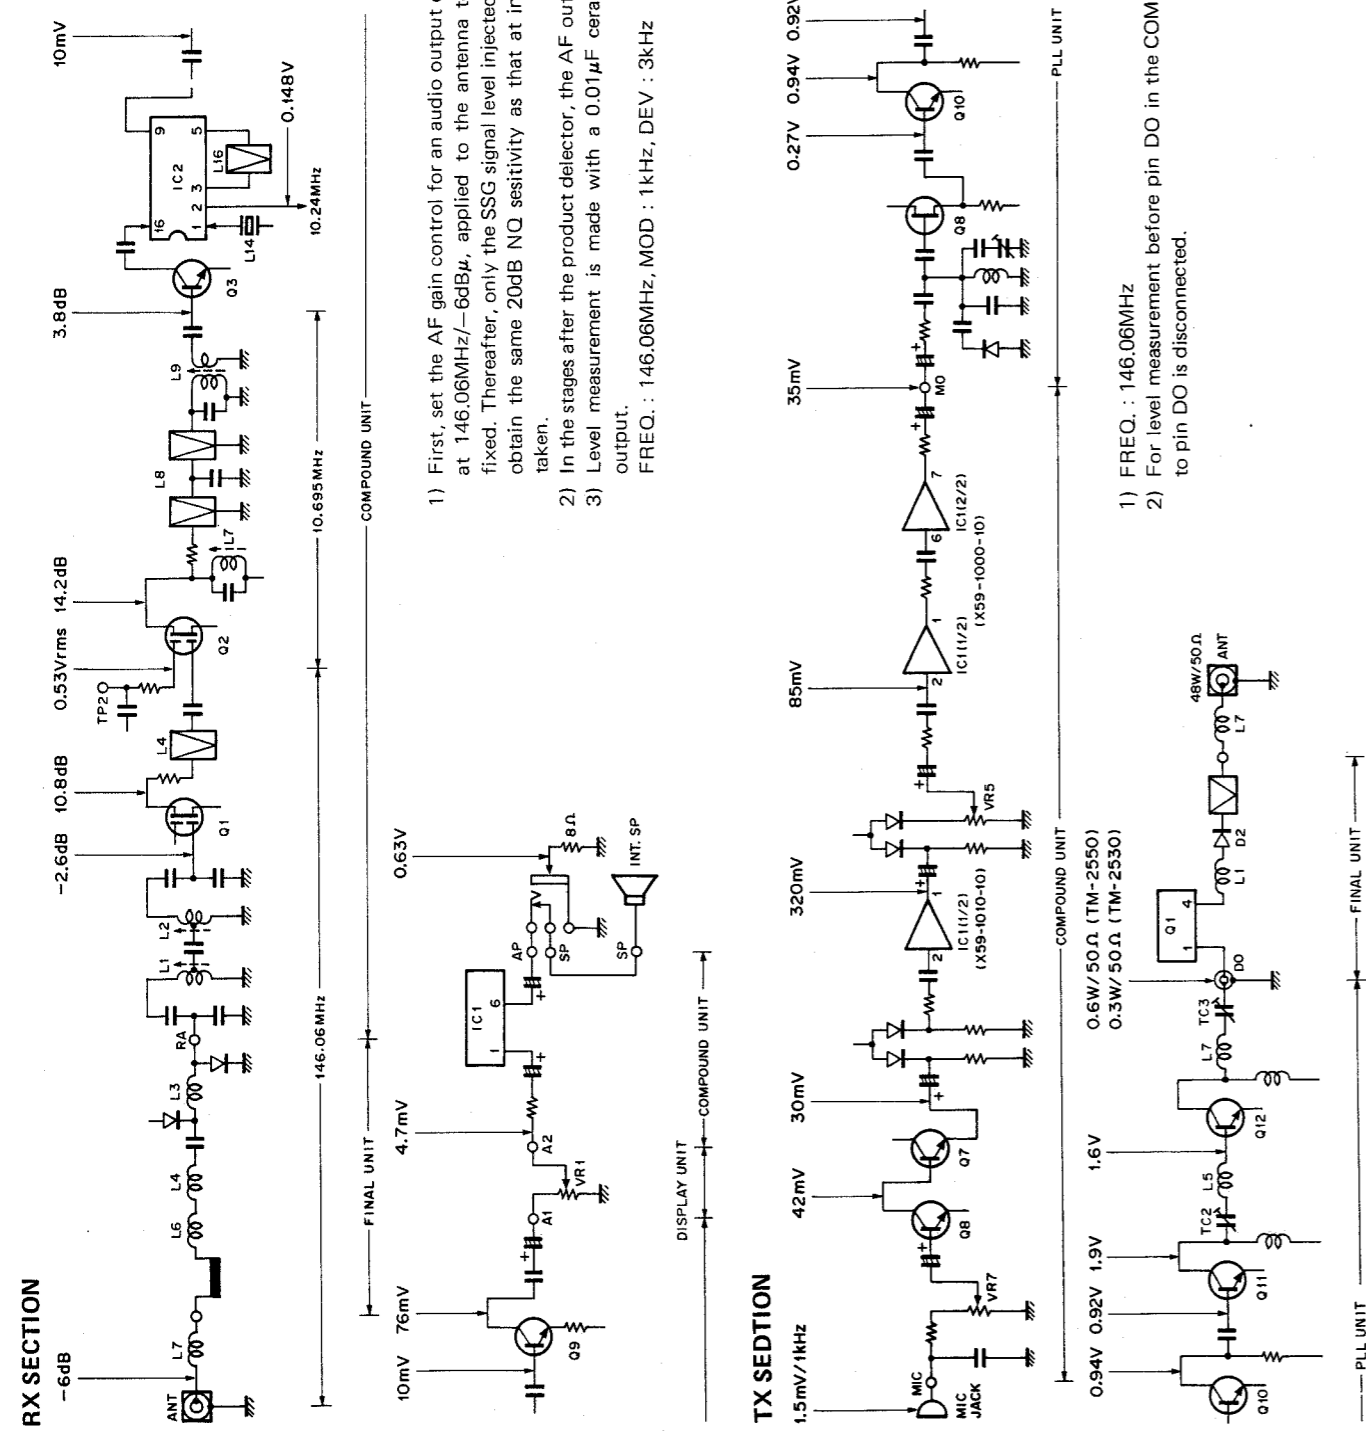 RX SECTION
-6dB
-2.6dB
10.8dB
0.53Vrms
14.2dB
3.8dB
10mV
ANT
L7
L6
L4
L3
RA
L1
L2
Q1
L4
TP2
Q2
L7
L8
L9
Q3
16
9
IC2
1
2
3
5
L14
L16
0.148V
10.24MHz
146.06MHz
10.695MHz
FINAL UNIT
COMPOUND UNIT
10mV
76mV
4.7mV
0.63V
Q9
A1
VR1
A2
1
IC1
6
AP
SP
SP
8Ω
INT. SP
DISPLAY UNIT
COMPOUND UNIT
1) First, set the AF gain control for an audio output
at 146.06MHz/−6dBμ, applied to the antenna
fixed. Thereafter, only the SSG signal level injected
obtain the same 20dB NQ sesitivity as that at
taken.
2) In the stages after the product delector, the AF
3) Level measurement is made with a 0.01μF
output.
FREQ. : 146.06MHz, MOD : 1kHz, DEV : 3kHz
TX SEDTION
1.5mV/1kHz
42mV
30mV
320mV
85mV
35mV
0.27V
0.94V
0.92V
MIC
MIC
JACK
VR7
Q8
Q7
2
1
IC1(1/2)
(X59-1010-10)
VR5
2
1
IC1(1/2)
6
7
IC1(2/2)
(X59-1000-10)
MO
Q8
Q10
COMPOUND UNIT
PLL UNIT
0.94V
0.92V
1.9V
1.6V
0.6W/50Ω (TM-2550)
0.3W/50Ω (TM-2530)
48W/50Ω
ANT
Q10
Q11
TC2
L5
Q12
L7
TC3
DO
1
Q1
4
L1
D2
L7
PLL UNIT
FINAL UNIT
1) FREQ. : 146.06MHz
2) For level measurement before pin DO in the COM
to pin DO is disconnected.